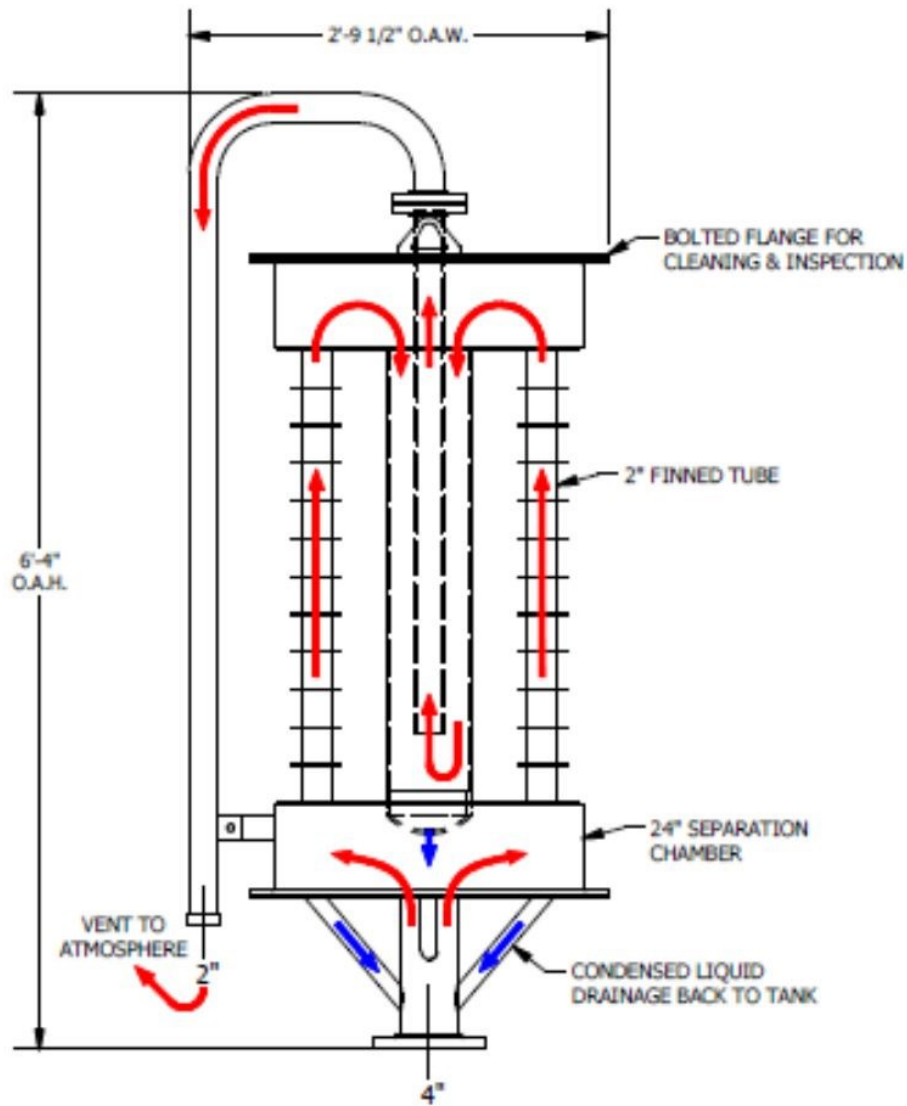 2'-9 1/2" O.A.W.
BOLTED FLANGE FOR
CLEANING & INSPECTION
2" FINNED TUBE
6'-4"
O.A.H.
24" SEPARATION
CHAMBER
VENT TO
ATMOSPHERE
2"
CONDENSED LIQUID
DRAINAGE BACK TO TANK
4"